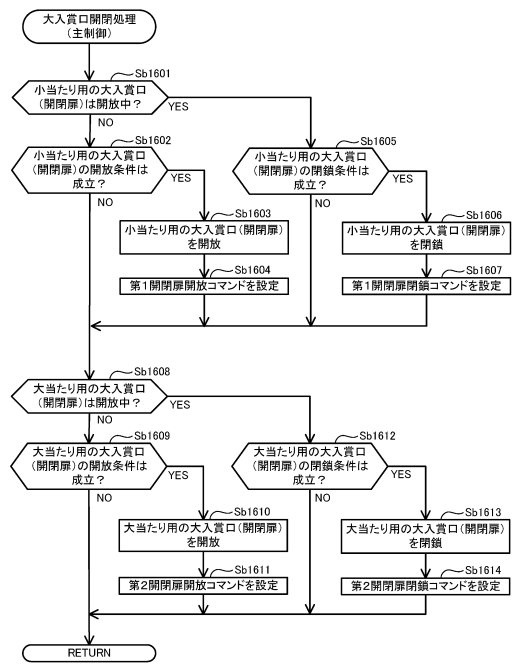 大入賞口開閉処理
(主制御)
Sb1601
小当たり用の大入賞口
(開閉扉)は開放中?
YES
NO
Sb1602
小当たり用の大入賞口
(開閉扉)の開放条件は
成立?
YES
NO
Sb1605
小当たり用の大入賞口
(開閉扉)の閉鎖条件は
成立?
YES
NO
Sb1603
小当たり用の大入賞口(開閉扉)
を開放
Sb1604
第1開閉扉開放コマンドを設定
Sb1606
小当たり用の大入賞口(開閉扉)
を閉鎖
Sb1607
第1開閉扉閉鎖コマンドを設定
Sb1608
大当たり用の大入賞口
(開閉扉)は開放中?
YES
NO
Sb1609
大当たり用の大入賞口
(開閉扉)の開放条件は
成立?
YES
NO
Sb1612
大当たり用の大入賞口
(開閉扉)の閉鎖条件は
成立?
YES
NO
Sb1610
大当たり用の大入賞口(開閉扉)
を開放
Sb1611
第2開閉扉開放コマンドを設定
Sb1613
大当たり用の大入賞口(開閉扉)
を閉鎖
Sb1614
第2開閉扉閉鎖コマンドを設定
RETURN